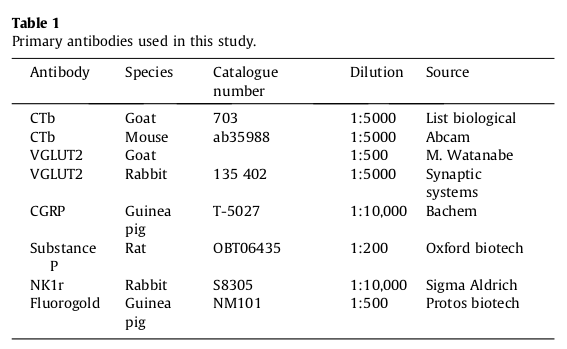 Table 1
Primary antibodies used in this study.
Antibody Species Catalogue number Dilution Source
CTb Goat 703 1:5000 List biological
CTb Mouse ab35988 1:5000 Abcam
VGLUT2 Goat 1:500 M. Watanabe
VGLUT2 Rabbit 135 402 1:5000 Synaptic systems
CGRP Guinea pig T-5027 1:10,000 Bachem
Substance P Rat OBT06435 1:200 Oxford biotech
NK1r Rabbit S8305 1:10,000 Sigma Aldrich
Fluorogold Guinea pig NM101 1:500 Protos biotech